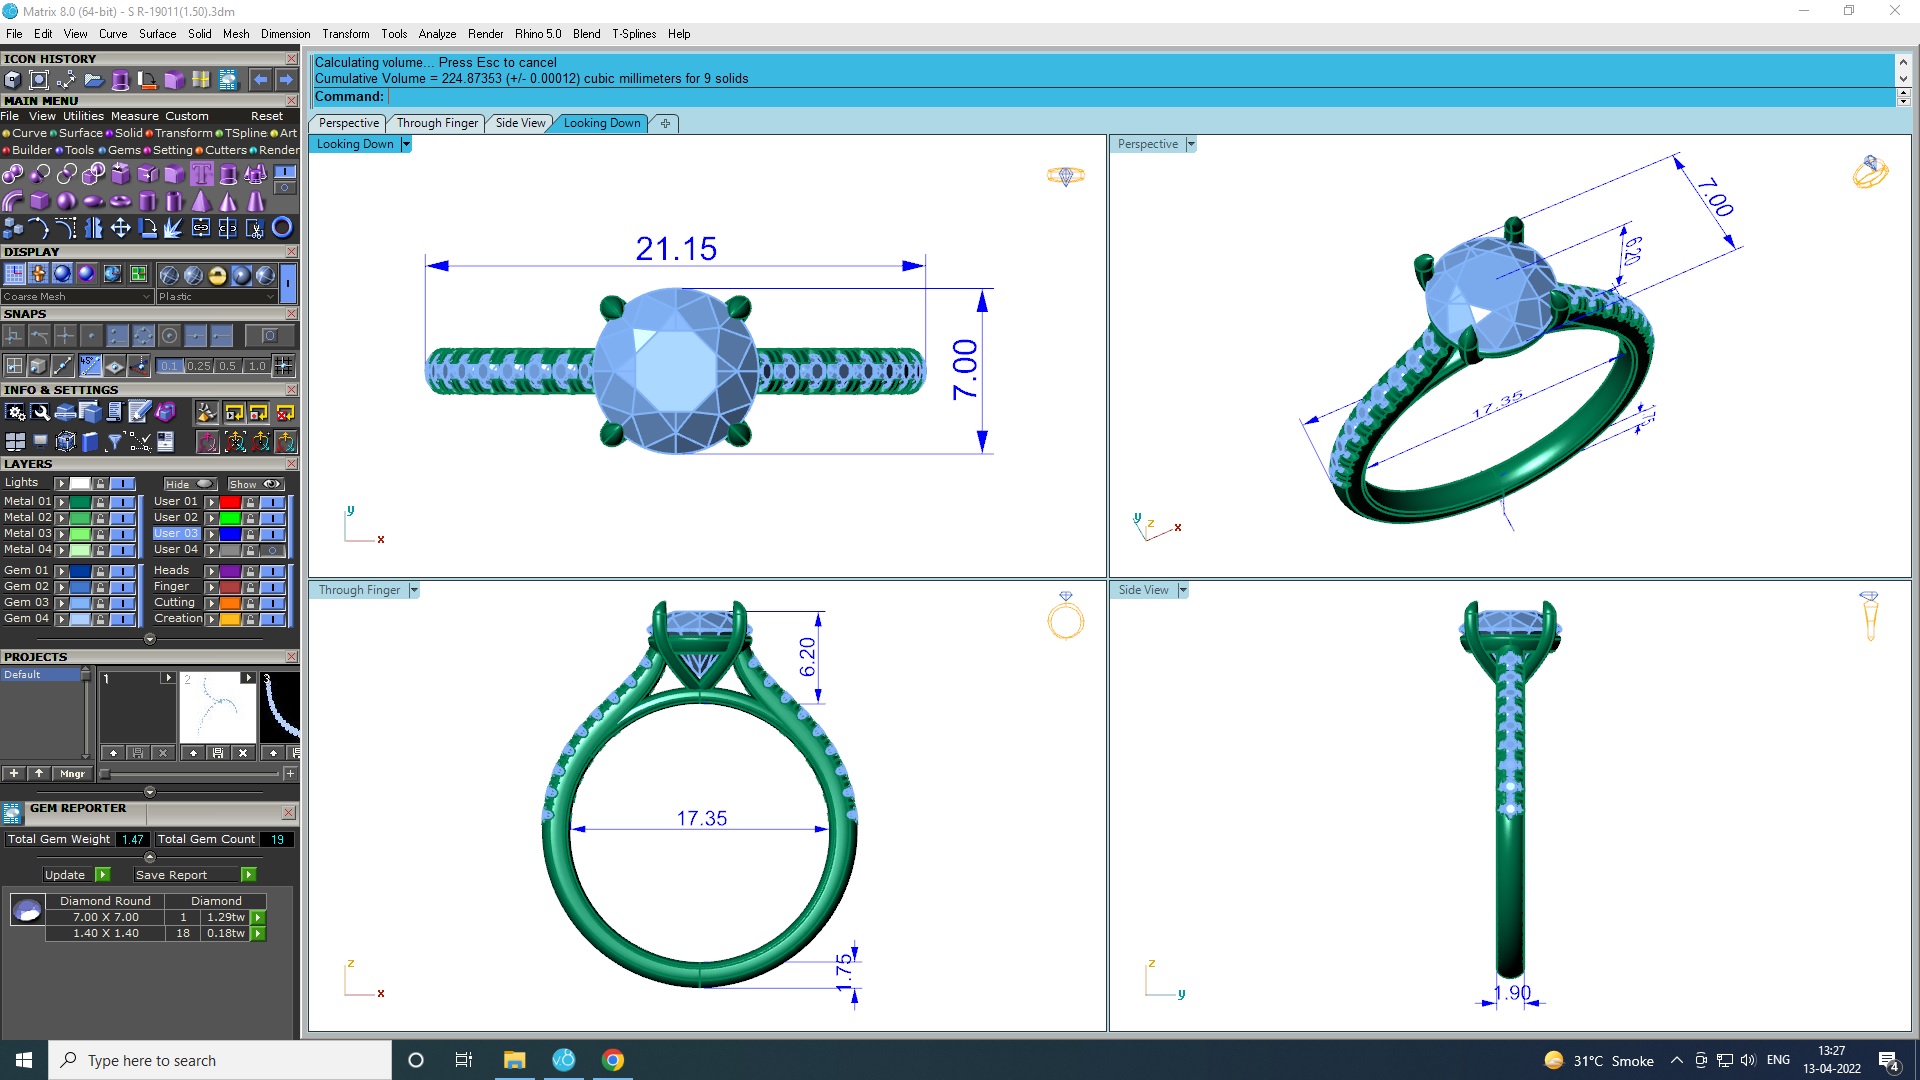 Matrix 8.0 (64-bit) - S R-19011(1.50).3dm
File Edit View Curve Surface Solid Mesh Dimension Transform Tools Analyze Render Rhino 5.0 Blend T-Splines Help
ICON HISTORY
MAIN MENU
File View Utilities Measure Custom Reset
Curve Surface Solid Transform TSpline Art
Builder Tools Gems Setting Cutters Render
DISPLAY
Coarse Mesh Plastic
SNAPS
45°
0.1 0.25 0.5 1.0
INFO & SETTINGS
LAYERS
Lights Hide Show
Metal 01 User 01
Metal 02 User 02
Metal 03 User 03
Metal 04 User 04
Gem 01 Heads
Gem 02 Finger
Gem 03 Cutting
Gem 04 Creation
PROJECTS
Default 1 2 3
Mngr
GEM REPORTER
Total Gem Weight 1.47 Total Gem Count 19
Update Save Report
Diamond Round Diamond
7.00 X 7.00 1 1.29tw
1.40 X 1.40 18 0.18tw
Calculating volume... Press Esc to cancel
Cumulative Volume = 224.87353 (+/- 0.00012) cubic millimeters for 9 solids
Command:
Perspective Through Finger Side View Looking Down
Looking Down
21.15
7.00
y
x
Perspective
7.00
6.20
17.35
y z x
Through Finger
6.20
17.35
1.75
z
x
Side View
1.90
z
y
Type here to search
31°C Smoke
ENG
13:27
13-04-2022
4